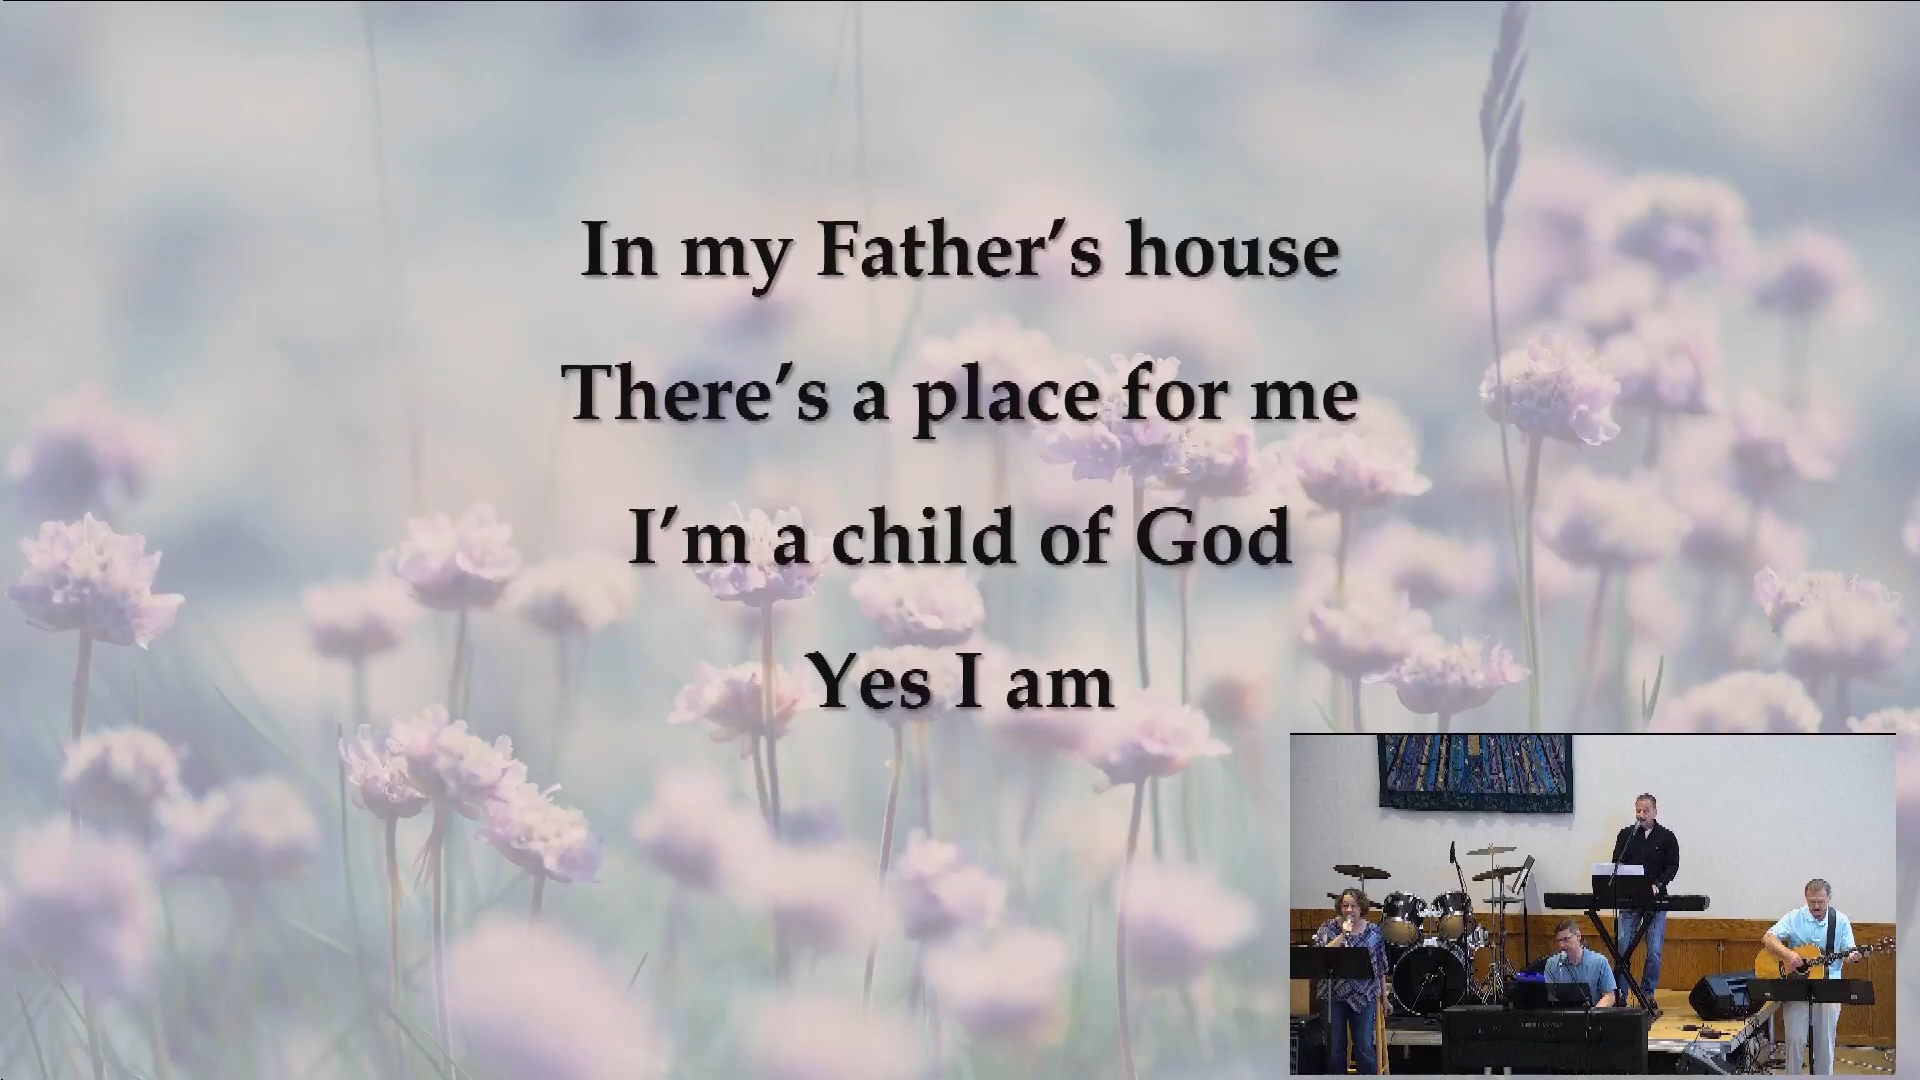 In my Father’s house
There’s a place for me
I’m a child of God
Yes I am